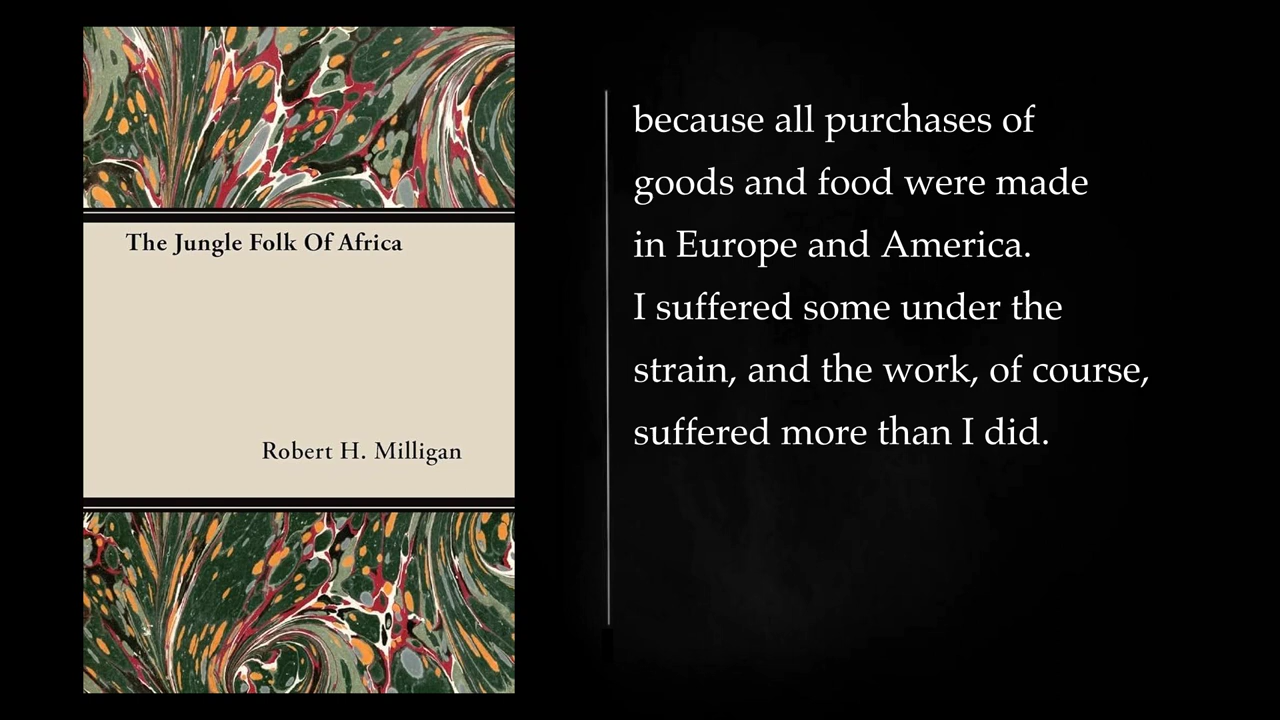 The Jungle Folk Of Africa
Robert H. Milligan
because all purchases of
goods and food were made
in Europe and America.
I suffered some under the
strain, and the work, of course,
suffered more than I did.